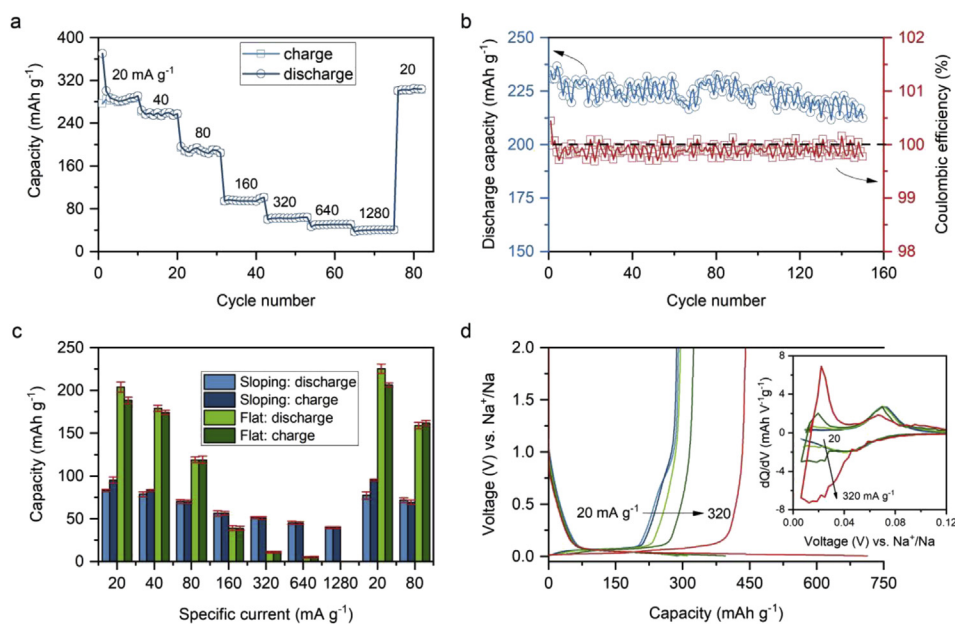 a
400
320
240
160
80
0
Capacity (mAh g⁻¹)
20 mA g⁻¹
40
80
160
320
640
1280
20
charge
discharge
0 20 40 60 80
Cycle number
b
250
225
200
175
150
Discharge capacity (mAh g⁻¹)
102
101
100
99
98
Coulombic efficiency (%)
0 40 80 120 160
Cycle number
c
250
200
150
100
50
0
Capacity (mAh g⁻¹)
Sloping: discharge
Sloping: charge
Flat: discharge
Flat: charge
20 40 80 160 320 640 1280 20 80
Specific current (mA g⁻¹)
d
2.0
1.5
1.0
0.5
0.0
Voltage (V) vs. Na⁺/Na
20 mA g⁻¹ 320
0 150 300 450 600 750
Capacity (mAh g⁻¹)
8
4
0
-4
-8
dQ/dV (mAh V⁻¹g⁻¹)
20
320 mA g⁻¹
0.00 0.04 0.08 0.12
Voltage (V) vs. Na⁺/Na